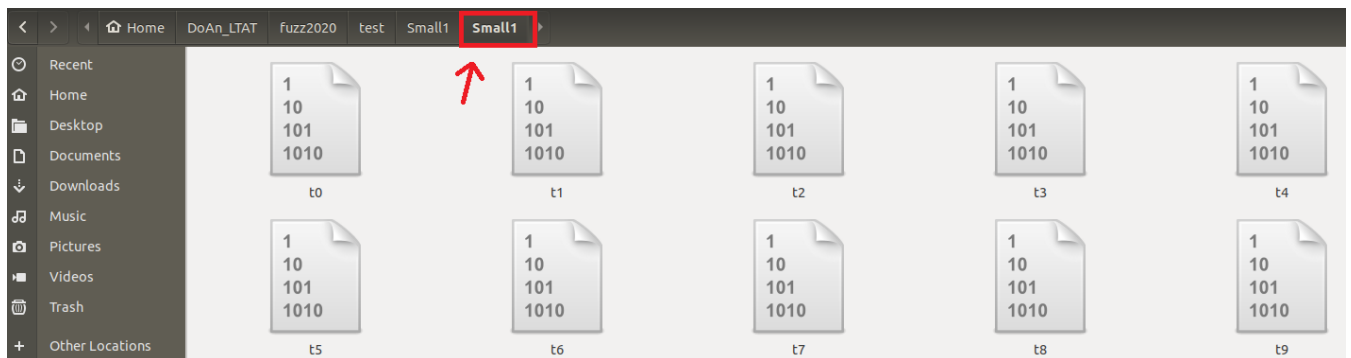 Home DoAn_LTAT fuzz2020 test Small1 Small1
Recent
Home
Desktop
Documents
Downloads
Music
Pictures
Videos
Trash
Other Locations
1 1 1 1 1
10 10 10 10 10
101 101 101 101 101
1010 1010 1010 1010 1010
t0 t1 t2 t3 t4
1 1 1 1 1
10 10 10 10 10
101 101 101 101 101
1010 1010 1010 1010 1010
t5 t6 t7 t8 t9